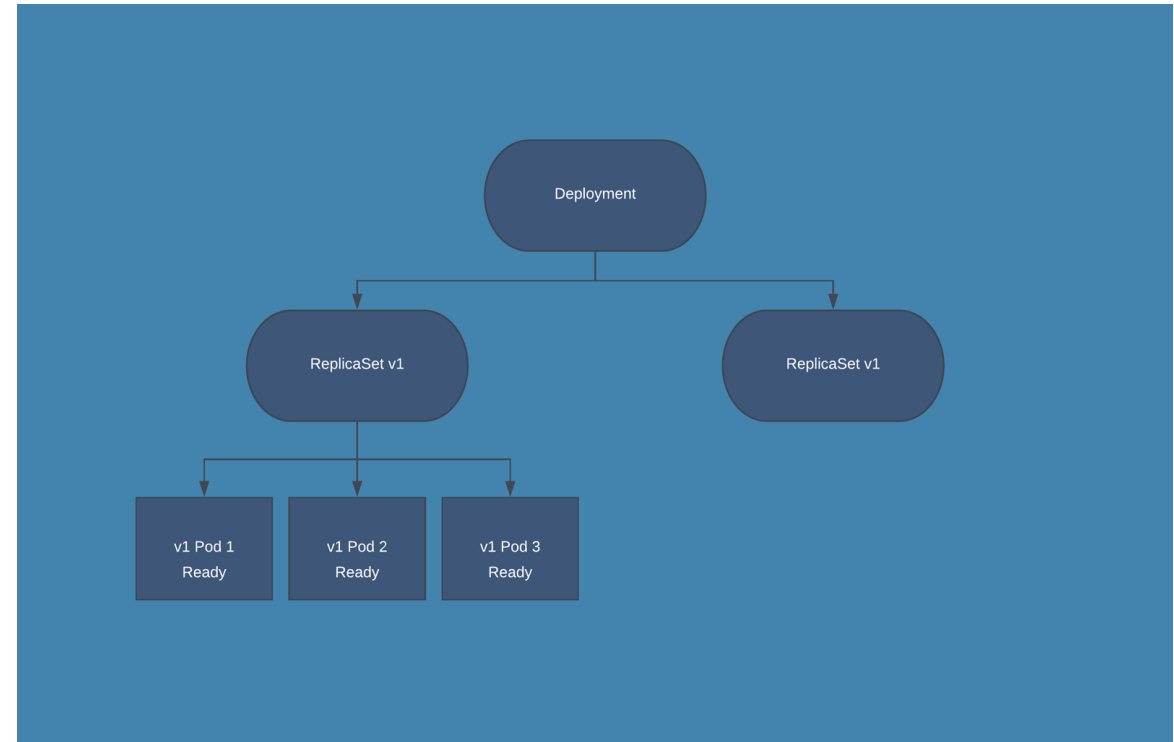 Deployment
ReplicaSet v1
ReplicaSet v1
v1 Pod 1
Ready
v1 Pod 2
Ready
v1 Pod 3
Ready